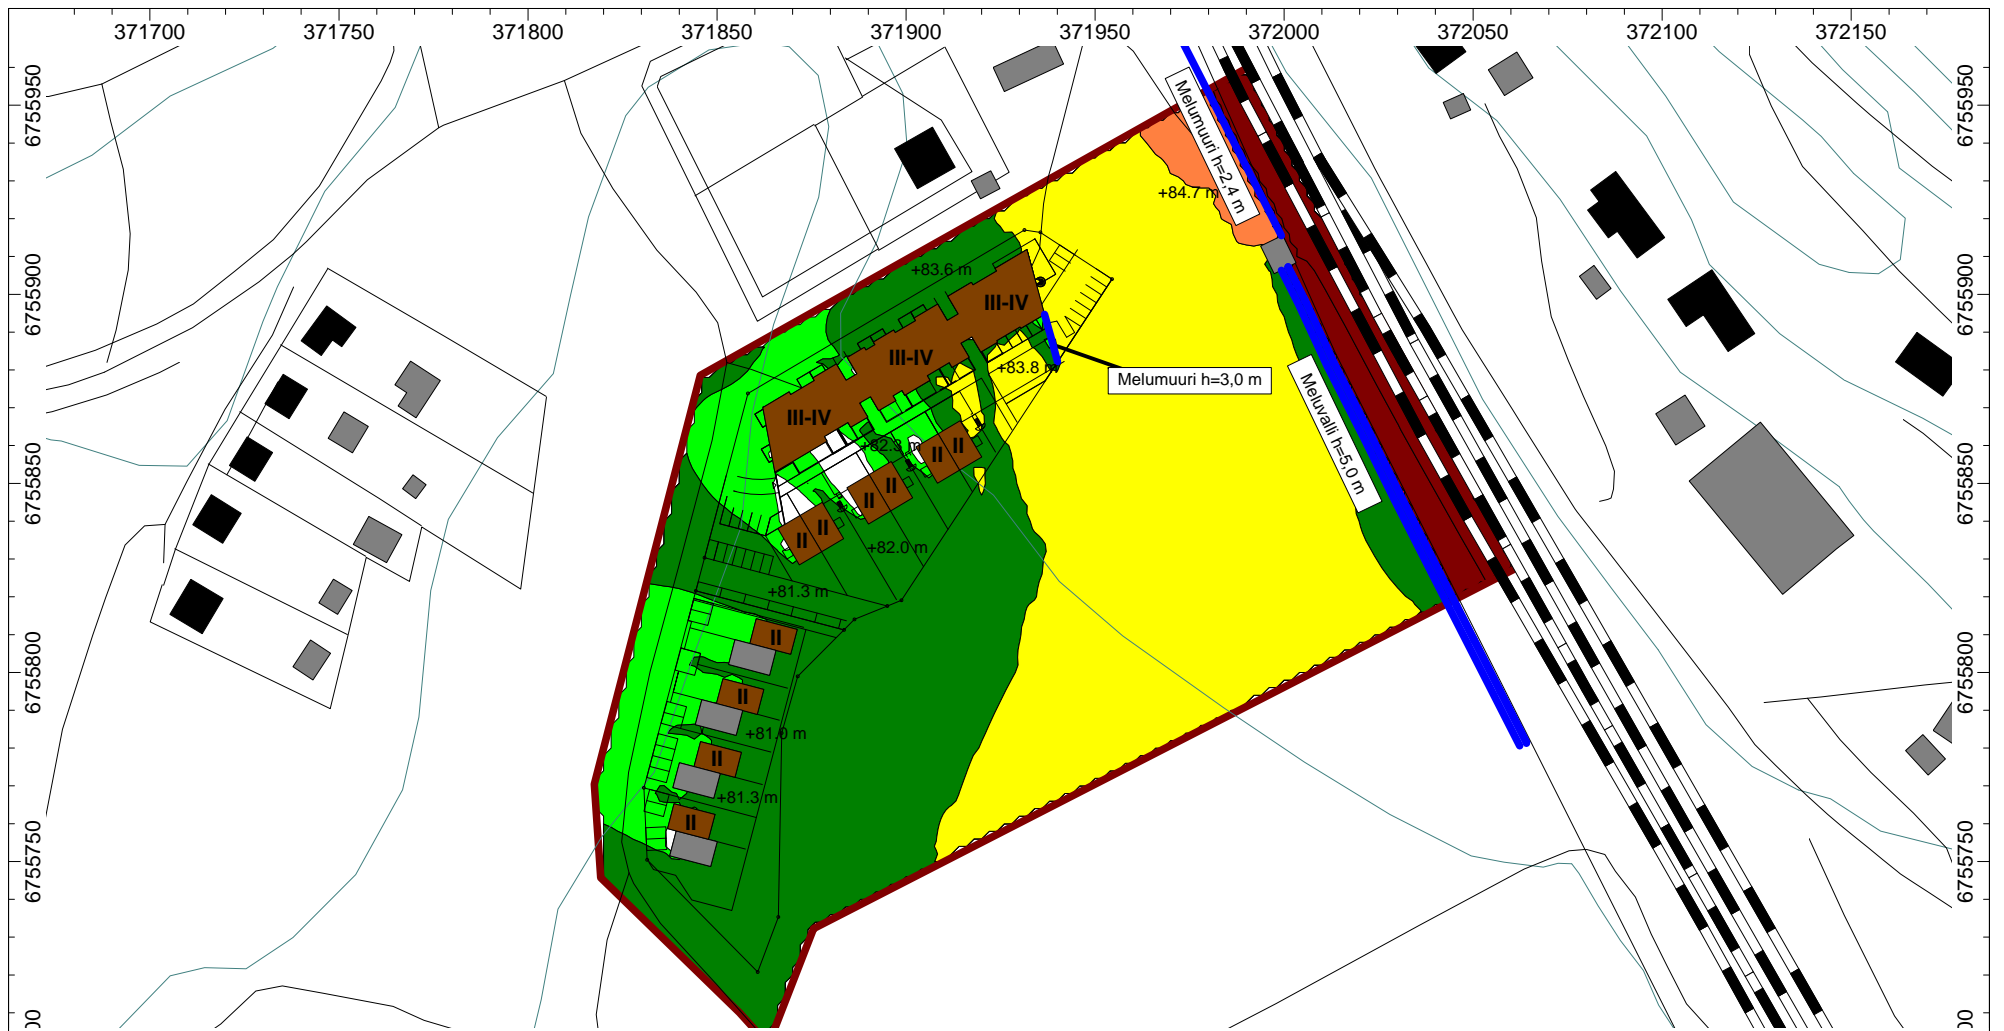 371700 371750 371800 371850 371900 371950 372000 372050 372100 372150
6755950
6755900
6755850
6755800
6755750
00
6755950
6755900
6755850
6755800
6755750
00
Melumuuri h=2,4 m
+84.7 m
+83.6 m
III-IV
III-IV
+83.8 m
Melumuuri h=3,0 m
Meluvalli h=5,0 m
III-IV
+82.3 m
II II
II II
II II
+82.0 m
+81.3 m
II
II
+81.0 m
II
+81.3 m
II